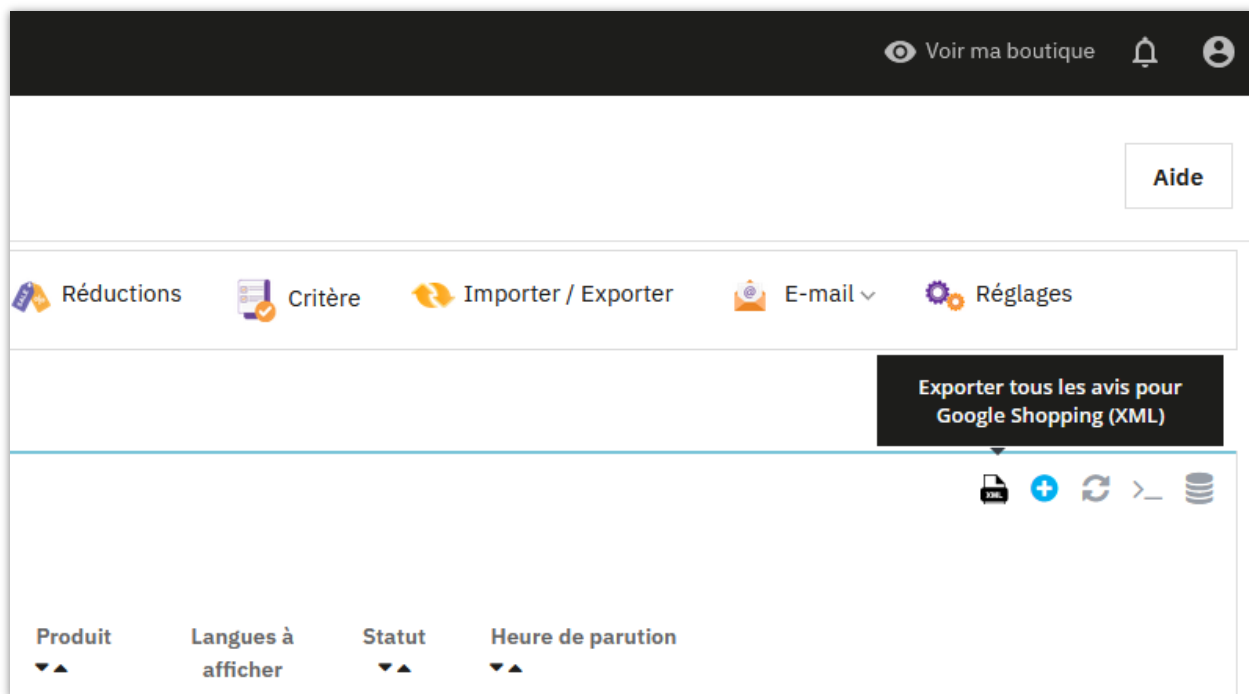 Voir ma boutique
Aide
Réductions
Critère
Importer / Exporter
E-mail
Réglages
Exporter tous les avis pour
Google Shopping (XML)
XML
>_
Produit
Langues à
afficher
Statut
Heure de parution